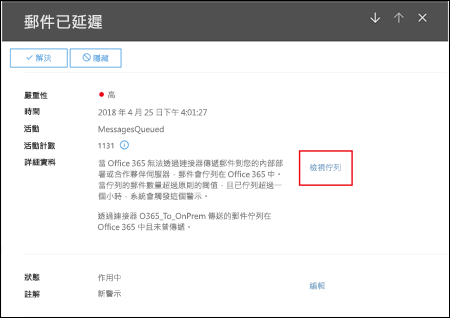 郵件已延遲
解決 隱藏
嚴重性 高
時間 2018 年 4 月 25 日下午 4:01:27
活動 MessagesQueued
活動計數 1131
詳細資料 當 Office 365 無法透過連接器傳遞郵件到您的內部部 檢視佇列
署或合作夥伴伺服器,郵件會佇列在 Office 365 中。
當佇列的郵件數量超過原則的閾值,且已佇列超過一
個小時,系統會觸發這個警示。
透過連接器 O365_To_OnPrem 傳送的郵件佇列在
Office 365 中且未曾傳遞。
狀態 作用中 編輯
註解 新警示